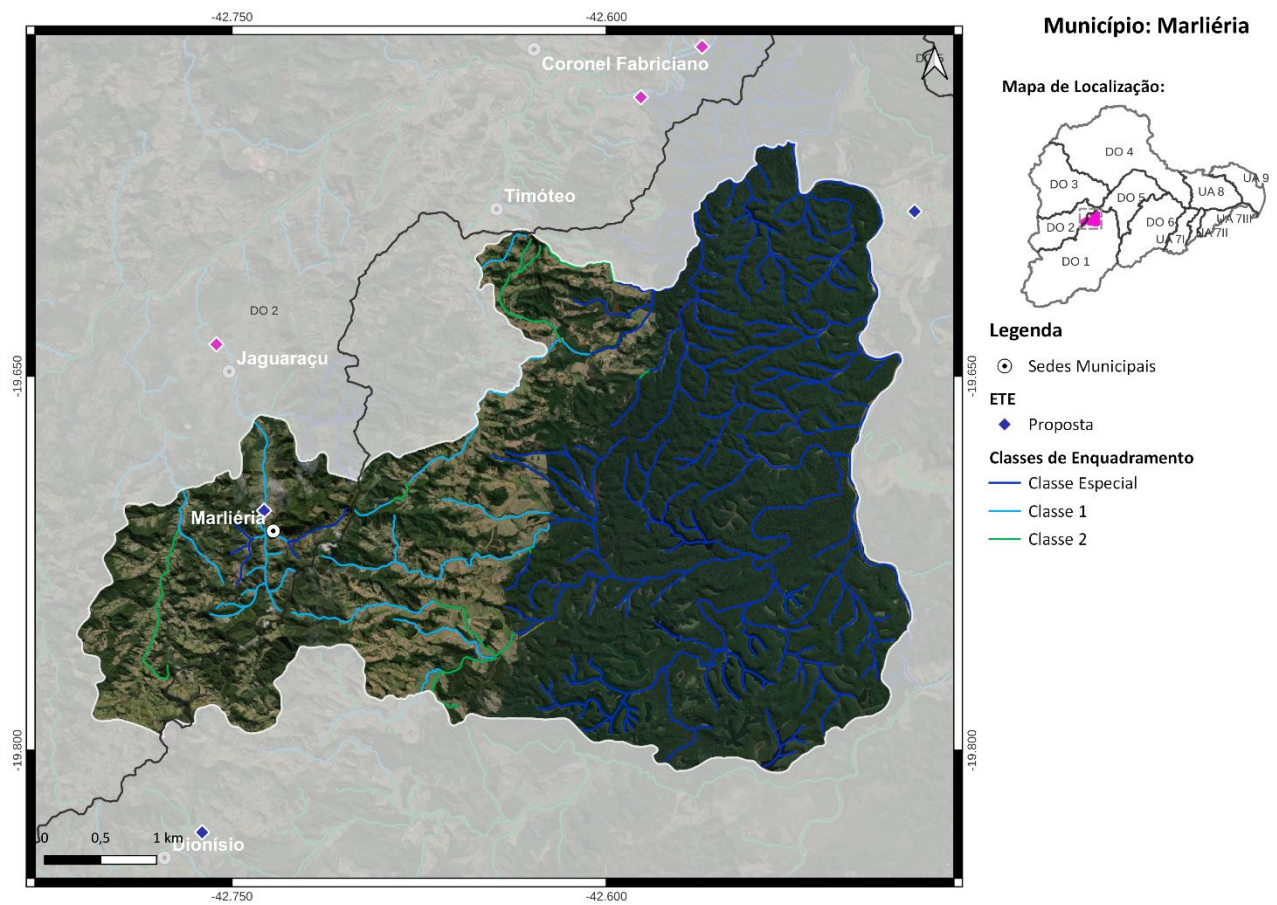 Município: Marliéria
-42.750
-42.600
Coronel Fabriciano
Mapa de Localização:
DO 4
DO 3
UA 9
DO 5
UA 8
DO 2
DO 6
UA 7III
UA 7II
UA 7I
DO 1
Timóteo
DO 2
Jaguaraçu
-19.650
-19.650
Legenda
Sedes Municipais
ETE
Proposta
Classes de Enquadramento
Classe Especial
Classe 1
Classe 2
Marliéria
-19.800
-19.800
0 0,5 1 km
Dionísio
-42.750
-42.600